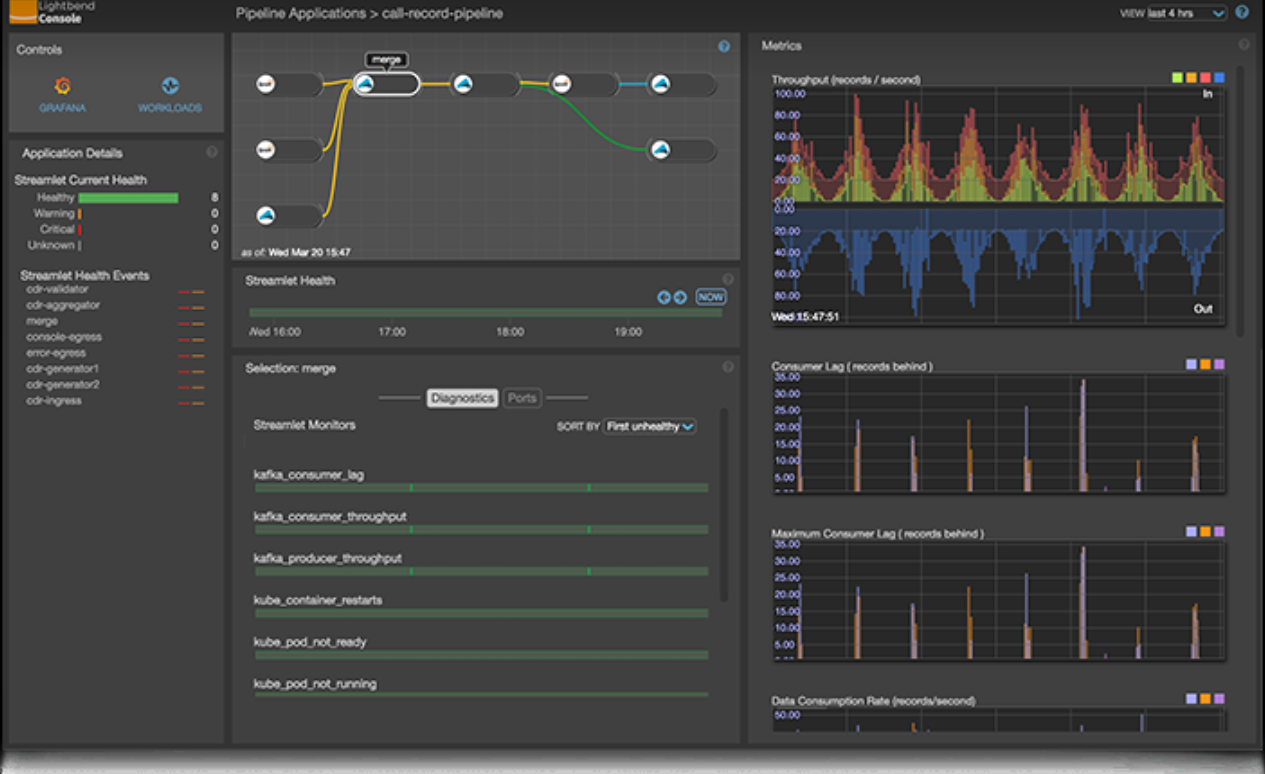 Lightbend
Console
Pipeline Applications > call-record-pipeline
VIEW last 4 hrs
?
Controls
GRAFANA
WORKLOADS
Application Details
?
Streamlet Current Health
Healthy 8
Warning 0
Critical 0
Unknown 0
Streamlet Health Events
cdr-validator
cdr-aggregator
merge
console-egress
error-egress
cdr-generator1
cdr-generator2
cdr-ingress
?
merge
as of: Wed Mar 20 15:47
Streamlet Health
?
NOW
Wed 16:00 17:00 18:00 19:00
Selection: merge
?
Diagnostics Ports
Streamlet Monitors
SORT BY First unhealthy
kafka_consumer_lag
kafka_consumer_throughput
kafka_producer_throughput
kube_container_restarts
kube_pod_not_ready
kube_pod_not_running
Metrics
?
Throughput (records / second)
100.00
In
80.00
60.00
40.00
20.00
0.00
20.00
40.00
60.00
80.00
Out
Wed 15:47:51
Consumer Lag ( records behind )
35.00
30.00
25.00
20.00
15.00
10.00
5.00
Maximum Consumer Lag ( records behind )
35.00
30.00
25.00
20.00
15.00
10.00
5.00
Data Consumption Rate (records/second)
50.00